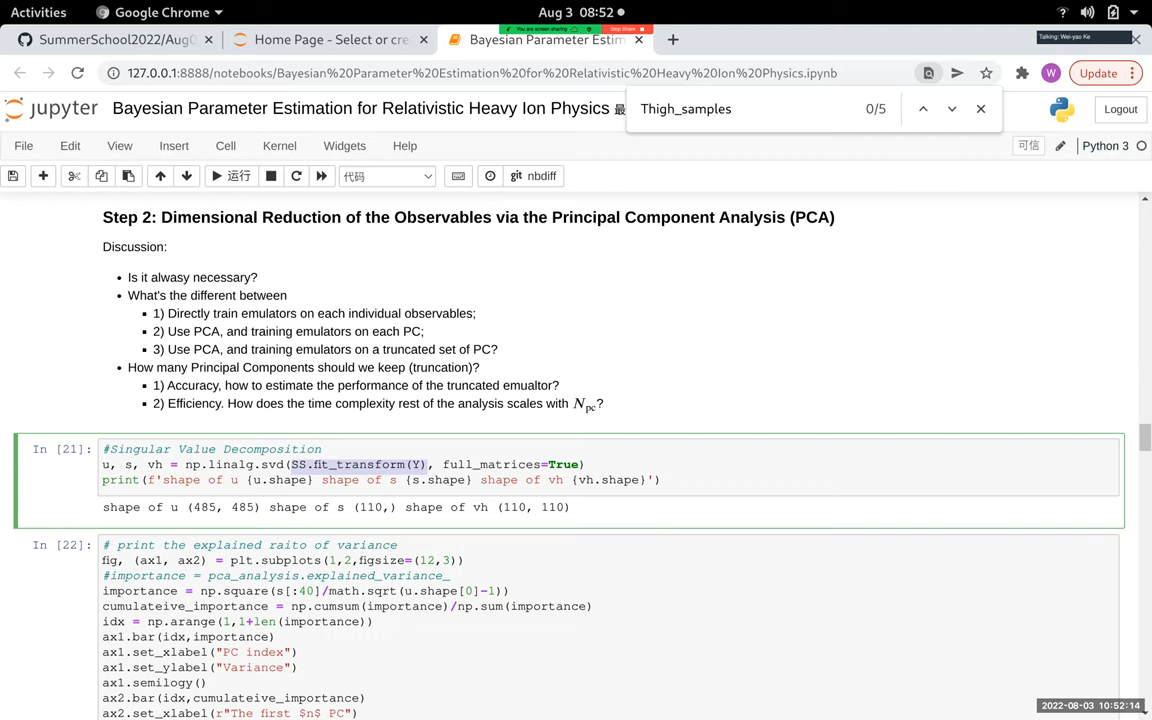 Activities Google Chrome Aug 3 08:52
SummerSchool2022/Aug0 Home Page - Select or cre Bayesian Parameter Estim
You are screen sharing Stop Share
Talking: Wei-yao Ke
127.0.0.1:8888/notebooks/Bayesian%20Parameter%20Estimation%20for%20Relativistic%20Heavy%20Ion%20Physics.ipynb W Update
jupyter Bayesian Parameter Estimation for Relativistic Heavy Ion Physics 最 Logout
Thigh_samples 0/5
File Edit View Insert Cell Kernel Widgets Help 可信 Python 3
运行 代码 git nbdiff
Step 2: Dimensional Reduction of the Observables via the Principal Component Analysis (PCA)
Discussion:
• Is it alwasy necessary?
• What's the different between
▪ 1) Directly train emulators on each individual observables;
▪ 2) Use PCA, and training emulators on each PC;
▪ 3) Use PCA, and training emulators on a truncated set of PC?
• How many Principal Components should we keep (truncation)?
▪ 1) Accuracy, how to estimate the performance of the truncated emualtor?
▪ 2) Efficiency. How does the time complexity rest of the analysis scales with Npc?
In [21]: #Singular Value Decomposition
u, s, vh = np.linalg.svd(SS.fit_transform(Y), full_matrices=True)
print(f'shape of u {u.shape} shape of s {s.shape} shape of vh {vh.shape}')
shape of u (485, 485) shape of s (110,) shape of vh (110, 110)
In [22]: # print the explained raito of variance
fig, (ax1, ax2) = plt.subplots(1,2,figsize=(12,3))
#importance = pca_analysis.explained_variance_
importance = np.square(s[:40]/math.sqrt(u.shape[0]-1))
cumulateive_importance = np.cumsum(importance)/np.sum(importance)
idx = np.arange(1,1+len(importance))
ax1.bar(idx,importance)
ax1.set_xlabel("PC index")
ax1.set_ylabel("Variance")
ax1.semilogy()
ax2.bar(idx,cumulateive_importance)
ax2.set_xlabel(r"The first $n$ PC")
2022-08-03 10:52:14